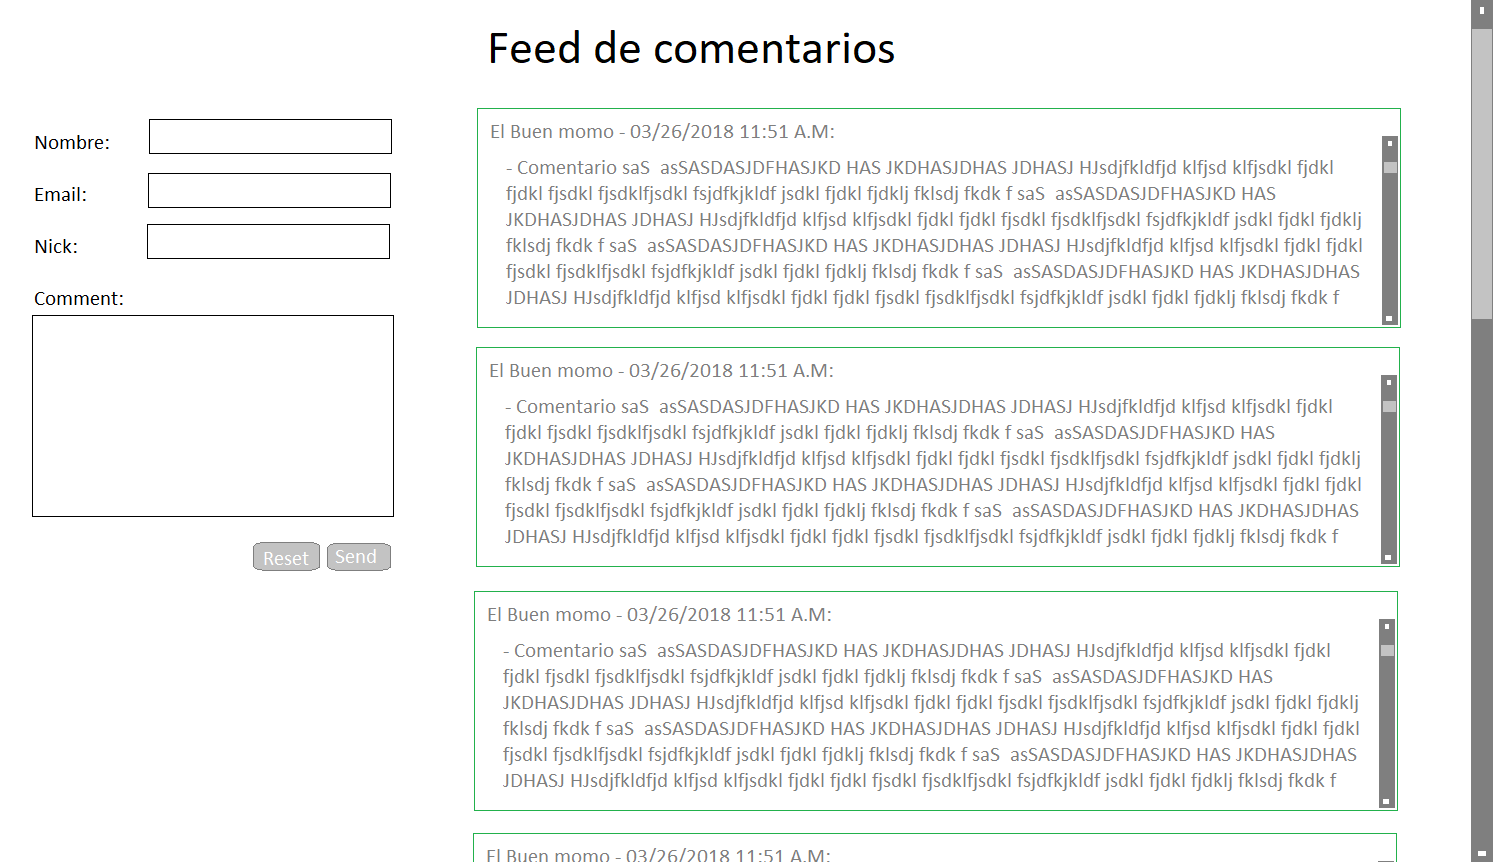 Feed de comentarios
Nombre:
Email:
Nick:
Comment:
Reset Send
El Buen momo - 03/26/2018 11:51 A.M:
- Comentario saS  asSASDASJDFHASJKD HAS JKDHASJDHAS JDHASJ HJsdjfkldfjd klfjsd klfjsdkl fjdkl
fjdkl fjsdkl fjsdklfjsdkl fsjdfkjkldf jsdkl fjdkl fjdklj fklsdj fkdk f saS  asSASDASJDFHASJKD HAS
JKDHASJDHAS JDHASJ HJsdjfkldfjd klfjsd klfjsdkl fjdkl fjdkl fjsdkl fjsdklfjsdkl fsjdfkjkldf jsdkl fjdkl fjdklj
fklsdj fkdk f saS  asSASDASJDFHASJKD HAS JKDHASJDHAS JDHASJ HJsdjfkldfjd klfjsd klfjsdkl fjdkl fjdkl
fjsdkl fjsdklfjsdkl fsjdfkjkldf jsdkl fjdkl fjdklj fklsdj fkdk f saS  asSASDASJDFHASJKD HAS JKDHASJDHAS
JDHASJ HJsdjfkldfjd klfjsd klfjsdkl fjdkl fjdkl fjsdkl fjsdklfjsdkl fsjdfkjkldf jsdkl fjdkl fjdklj fklsdj fkdk f
El Buen momo - 03/26/2018 11:51 A.M:
- Comentario saS  asSASDASJDFHASJKD HAS JKDHASJDHAS JDHASJ HJsdjfkldfjd klfjsd klfjsdkl fjdkl
fjdkl fjsdkl fjsdklfjsdkl fsjdfkjkldf jsdkl fjdkl fjdklj fklsdj fkdk f saS  asSASDASJDFHASJKD HAS
JKDHASJDHAS JDHASJ HJsdjfkldfjd klfjsd klfjsdkl fjdkl fjdkl fjsdkl fjsdklfjsdkl fsjdfkjkldf jsdkl fjdkl fjdklj
fklsdj fkdk f saS  asSASDASJDFHASJKD HAS JKDHASJDHAS JDHASJ HJsdjfkldfjd klfjsd klfjsdkl fjdkl fjdkl
fjsdkl fjsdklfjsdkl fsjdfkjkldf jsdkl fjdkl fjdklj fklsdj fkdk f saS  asSASDASJDFHASJKD HAS JKDHASJDHAS
JDHASJ HJsdjfkldfjd klfjsd klfjsdkl fjdkl fjdkl fjsdkl fjsdklfjsdkl fsjdfkjkldf jsdkl fjdkl fjdklj fklsdj fkdk f
El Buen momo - 03/26/2018 11:51 A.M:
- Comentario saS  asSASDASJDFHASJKD HAS JKDHASJDHAS JDHASJ HJsdjfkldfjd klfjsd klfjsdkl fjdkl
fjdkl fjsdkl fjsdklfjsdkl fsjdfkjkldf jsdkl fjdkl fjdklj fklsdj fkdk f saS  asSASDASJDFHASJKD HAS
JKDHASJDHAS JDHASJ HJsdjfkldfjd klfjsd klfjsdkl fjdkl fjdkl fjsdkl fjsdklfjsdkl fsjdfkjkldf jsdkl fjdkl fjdklj
fklsdj fkdk f saS  asSASDASJDFHASJKD HAS JKDHASJDHAS JDHASJ HJsdjfkldfjd klfjsd klfjsdkl fjdkl fjdkl
fjsdkl fjsdklfjsdkl fsjdfkjkldf jsdkl fjdkl fjdklj fklsdj fkdk f saS  asSASDASJDFHASJKD HAS JKDHASJDHAS
JDHASJ HJsdjfkldfjd klfjsd klfjsdkl fjdkl fjdkl fjsdkl fjsdklfjsdkl fsjdfkjkldf jsdkl fjdkl fjdklj fklsdj fkdk f
El Buen momo - 03/26/2018 11:51 A.M: